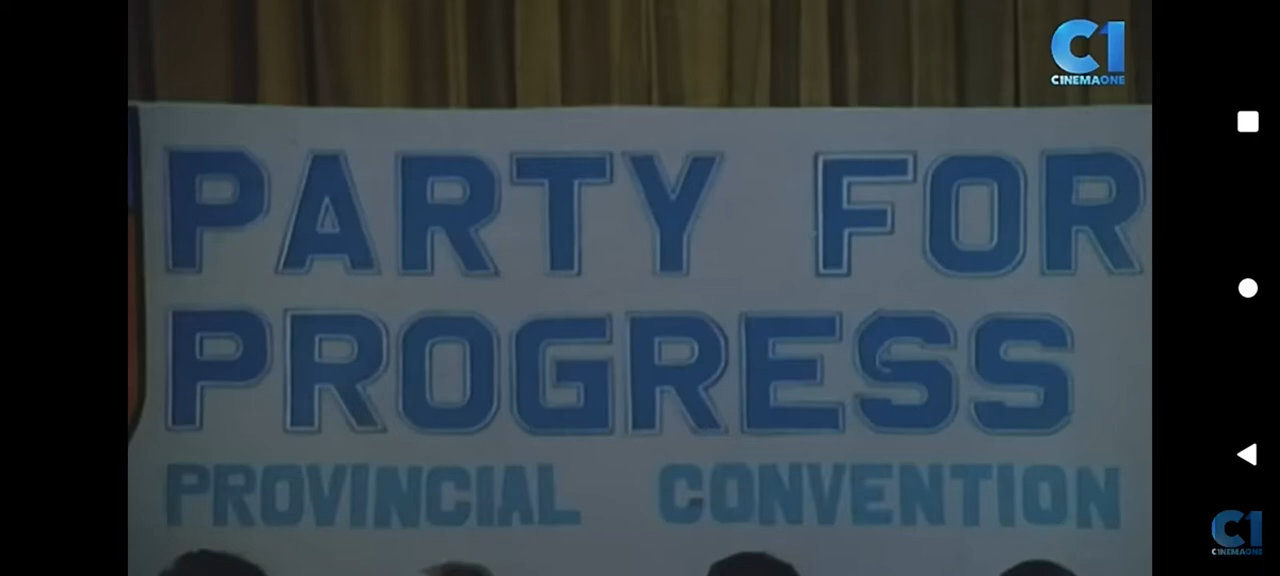 C1
CINEMAONE
PARTY FOR
PROGRESS
PROVINCIAL CONVENTION
C1
CINEMAONE